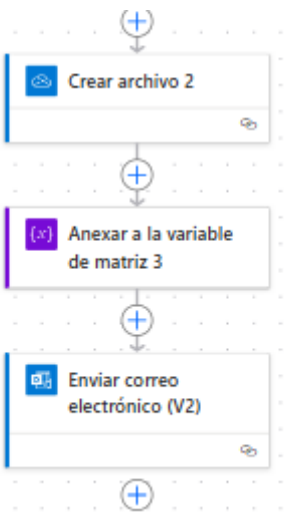 Crear archivo 2
{x}
Anexar a la variable
de matriz 3
Enviar correo
electrónico (V2)